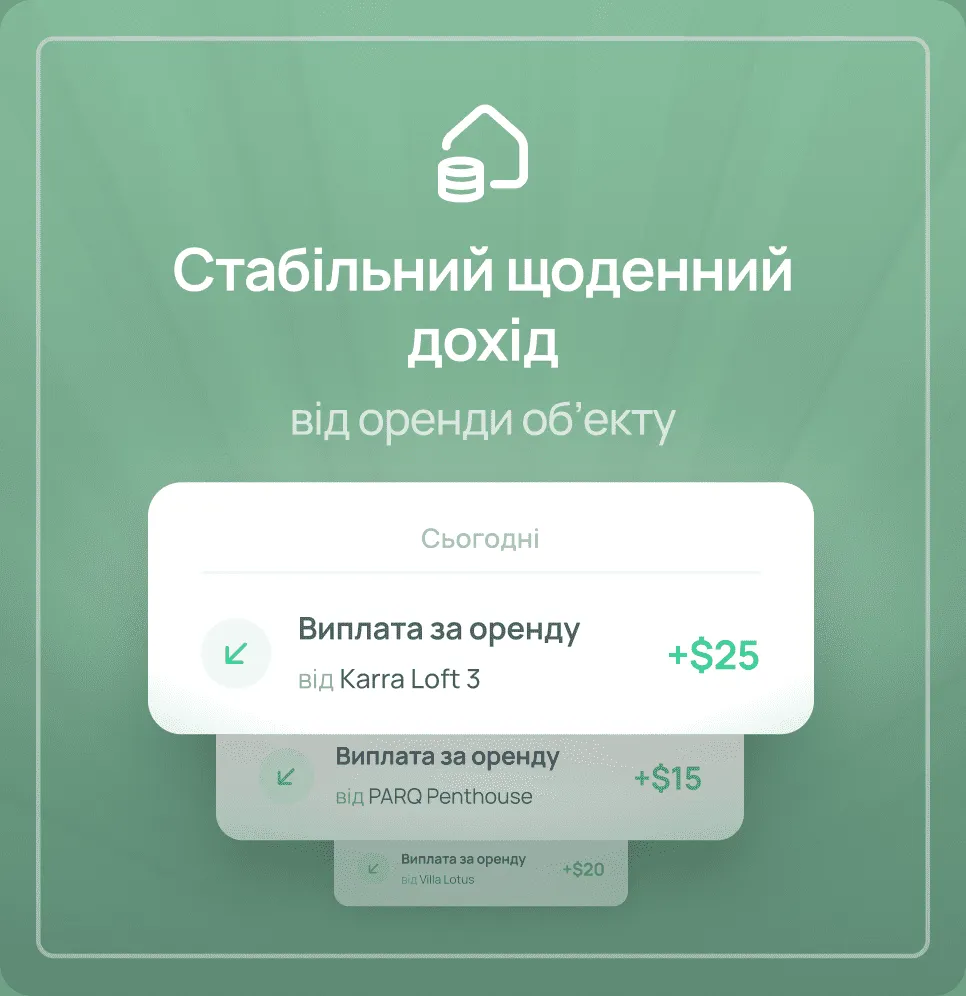 Стабільний щоденний
дохід
від оренди об’єкту
Сьогодні
Виплата за оренду
від Karra Loft 3
+$25
Виплата за оренду
від PARQ Penthouse
+$15
Виплата за оренду
від Villa Lotus
+$20